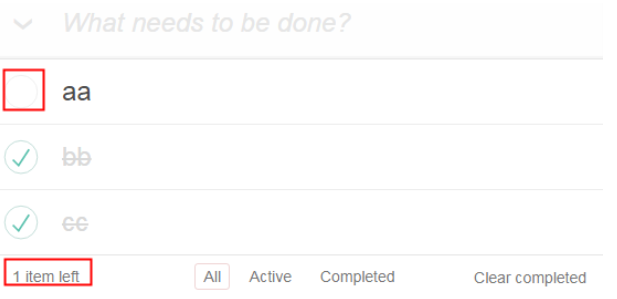 What needs to be done?
aa
bb
cc
1 item left All Active Completed Clear completed